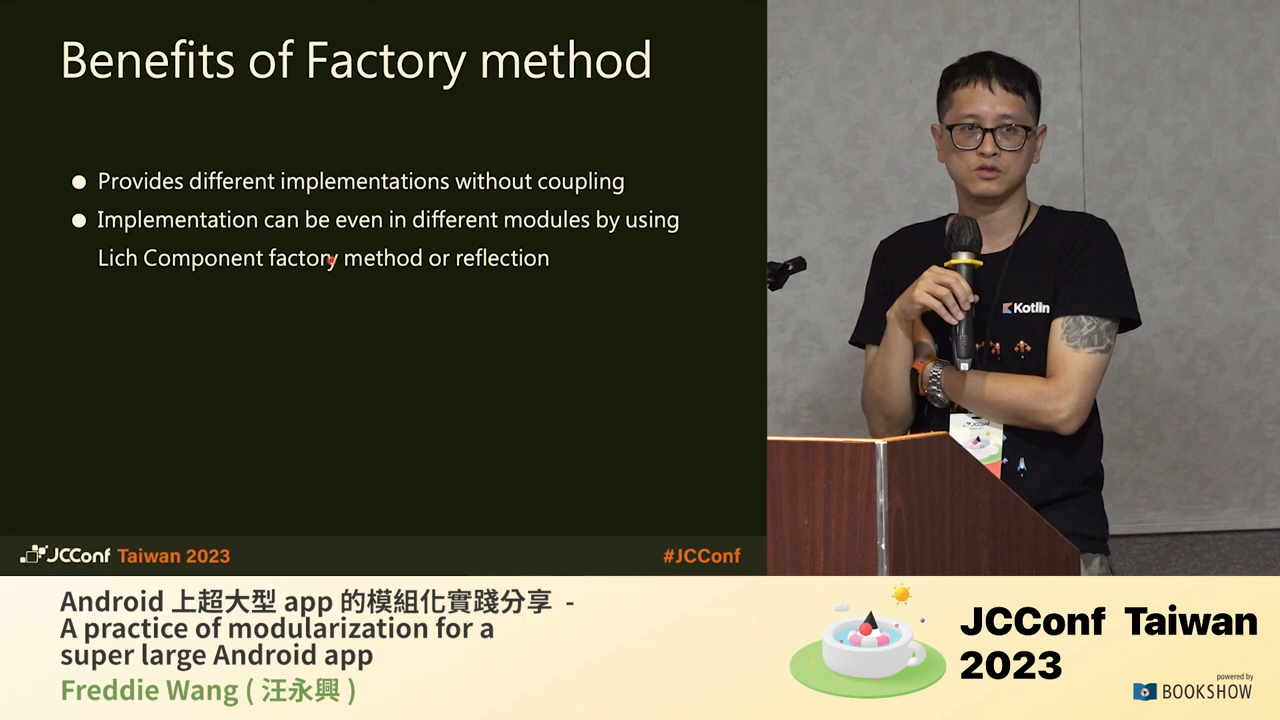 Benefits of Factory method
● Provides different implementations without coupling
● Implementation can be even in different modules by using
Lich Component factory method or reflection
JCConf Taiwan 2023
#JCConf
Kotlin
JCConf
Android 上超大型 app 的模組化實踐分享 -
A practice of modularization for a
super large Android app
Freddie Wang ( 汪永興 )
JCConf Taiwan
2023
powered by
BOOKSHOW